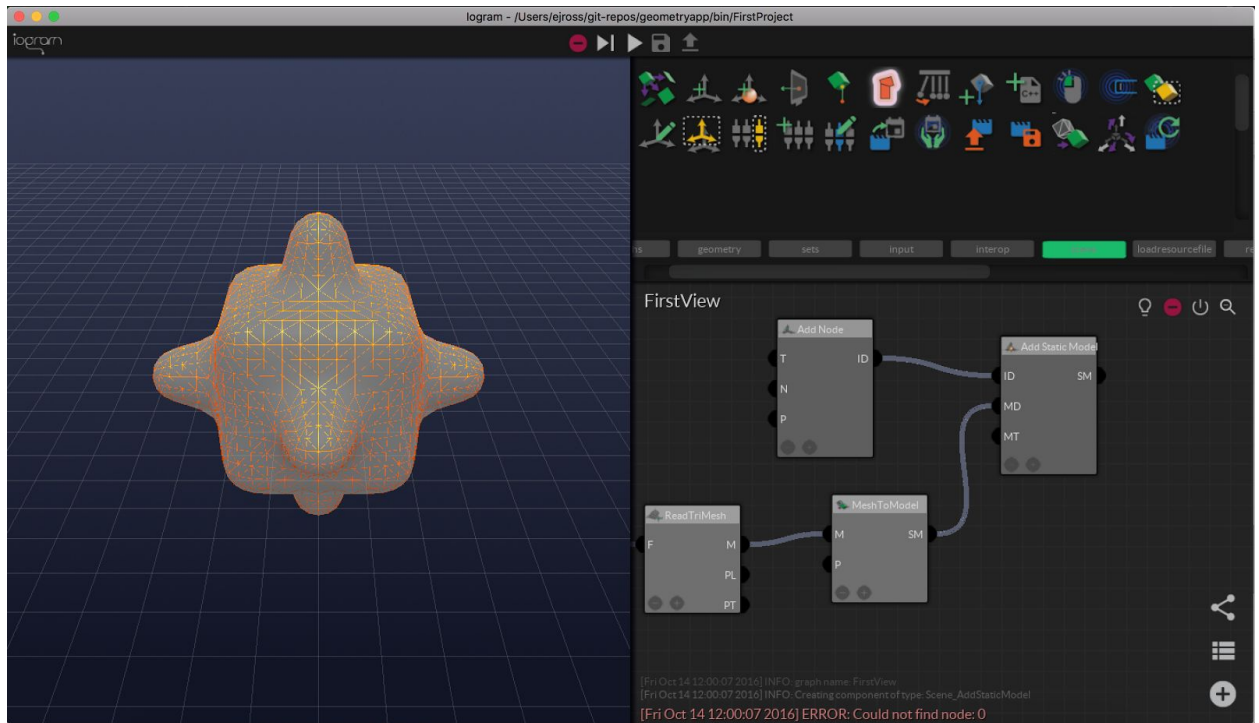 logram - /Users/ejross/git-repos/geometryapp/bin/FirstProject
iogram
C++
ns geometry sets input interop scene loadresourcefile re
FirstView
Add Node
T ID
N
P
Add Static Model
ID SM
MD
MT
ReadTriMesh
F M
PL
PT
MeshToModel
M SM
P
[Fri Oct 14 12:00:07 2016] INFO: graph name: FirstView
[Fri Oct 14 12:00:07 2016] INFO: Creating component of type: Scene_AddStaticModel
[Fri Oct 14 12:00:07 2016] ERROR: Could not find node: 0